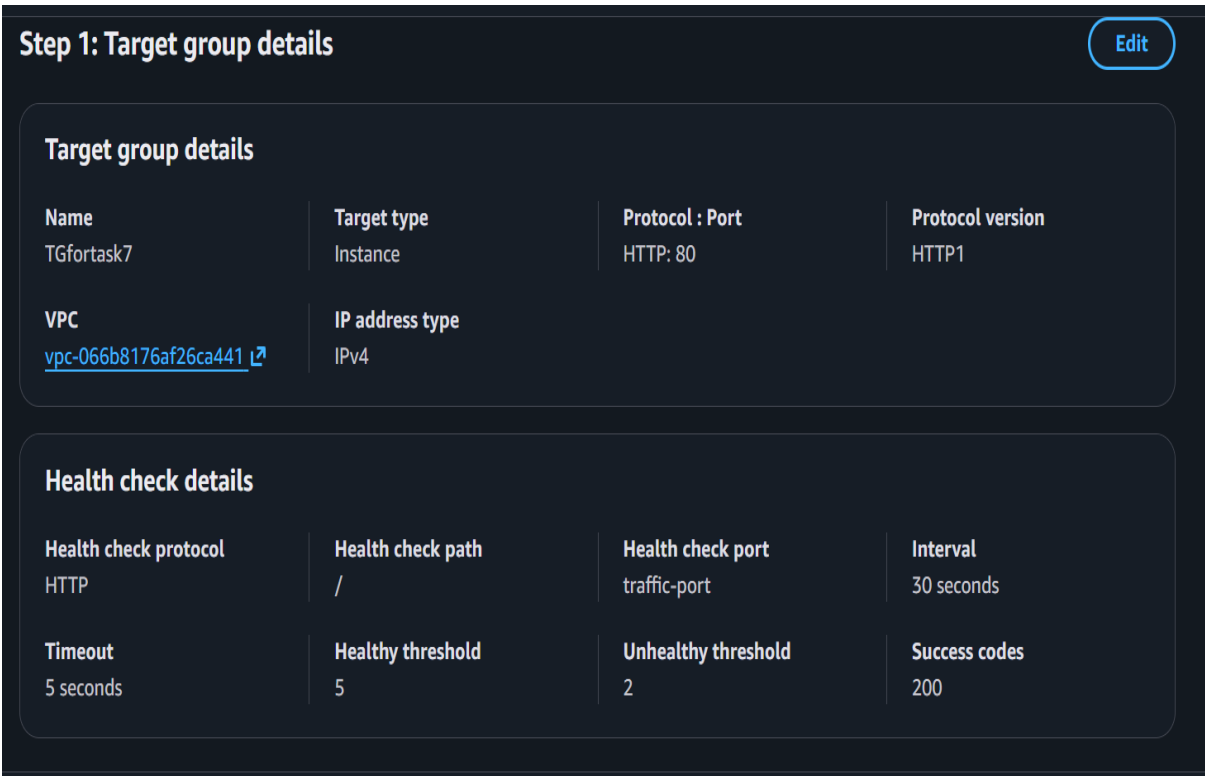 Step 1: Target group details
Edit
Target group details
Name
TGfortask7
Target type
Instance
Protocol : Port
HTTP: 80
Protocol version
HTTP1
VPC
vpc-066b8176af26ca441
IP address type
IPv4
Health check details
Health check protocol
HTTP
Health check path
/
Health check port
traffic-port
Interval
30 seconds
Timeout
5 seconds
Healthy threshold
5
Unhealthy threshold
2
Success codes
200